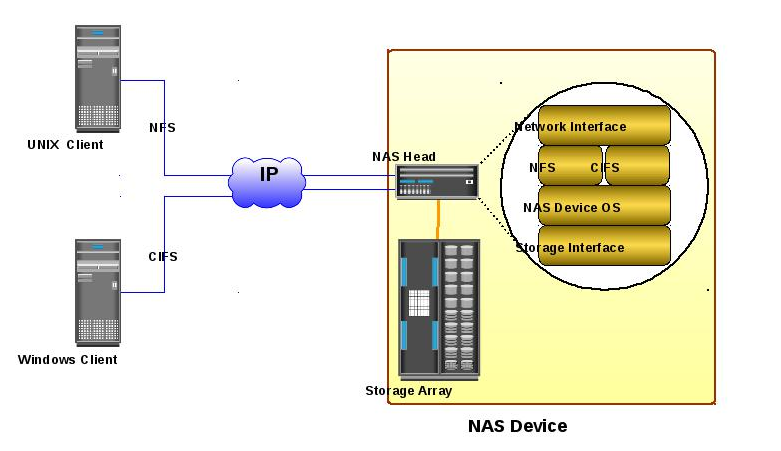 UNIX Client
NFS
IP
CIFS
Windows Client
NAS Head
Network Interface
NFS CIFS
NAS Device OS
Storage Interface
Storage Array
NAS Device